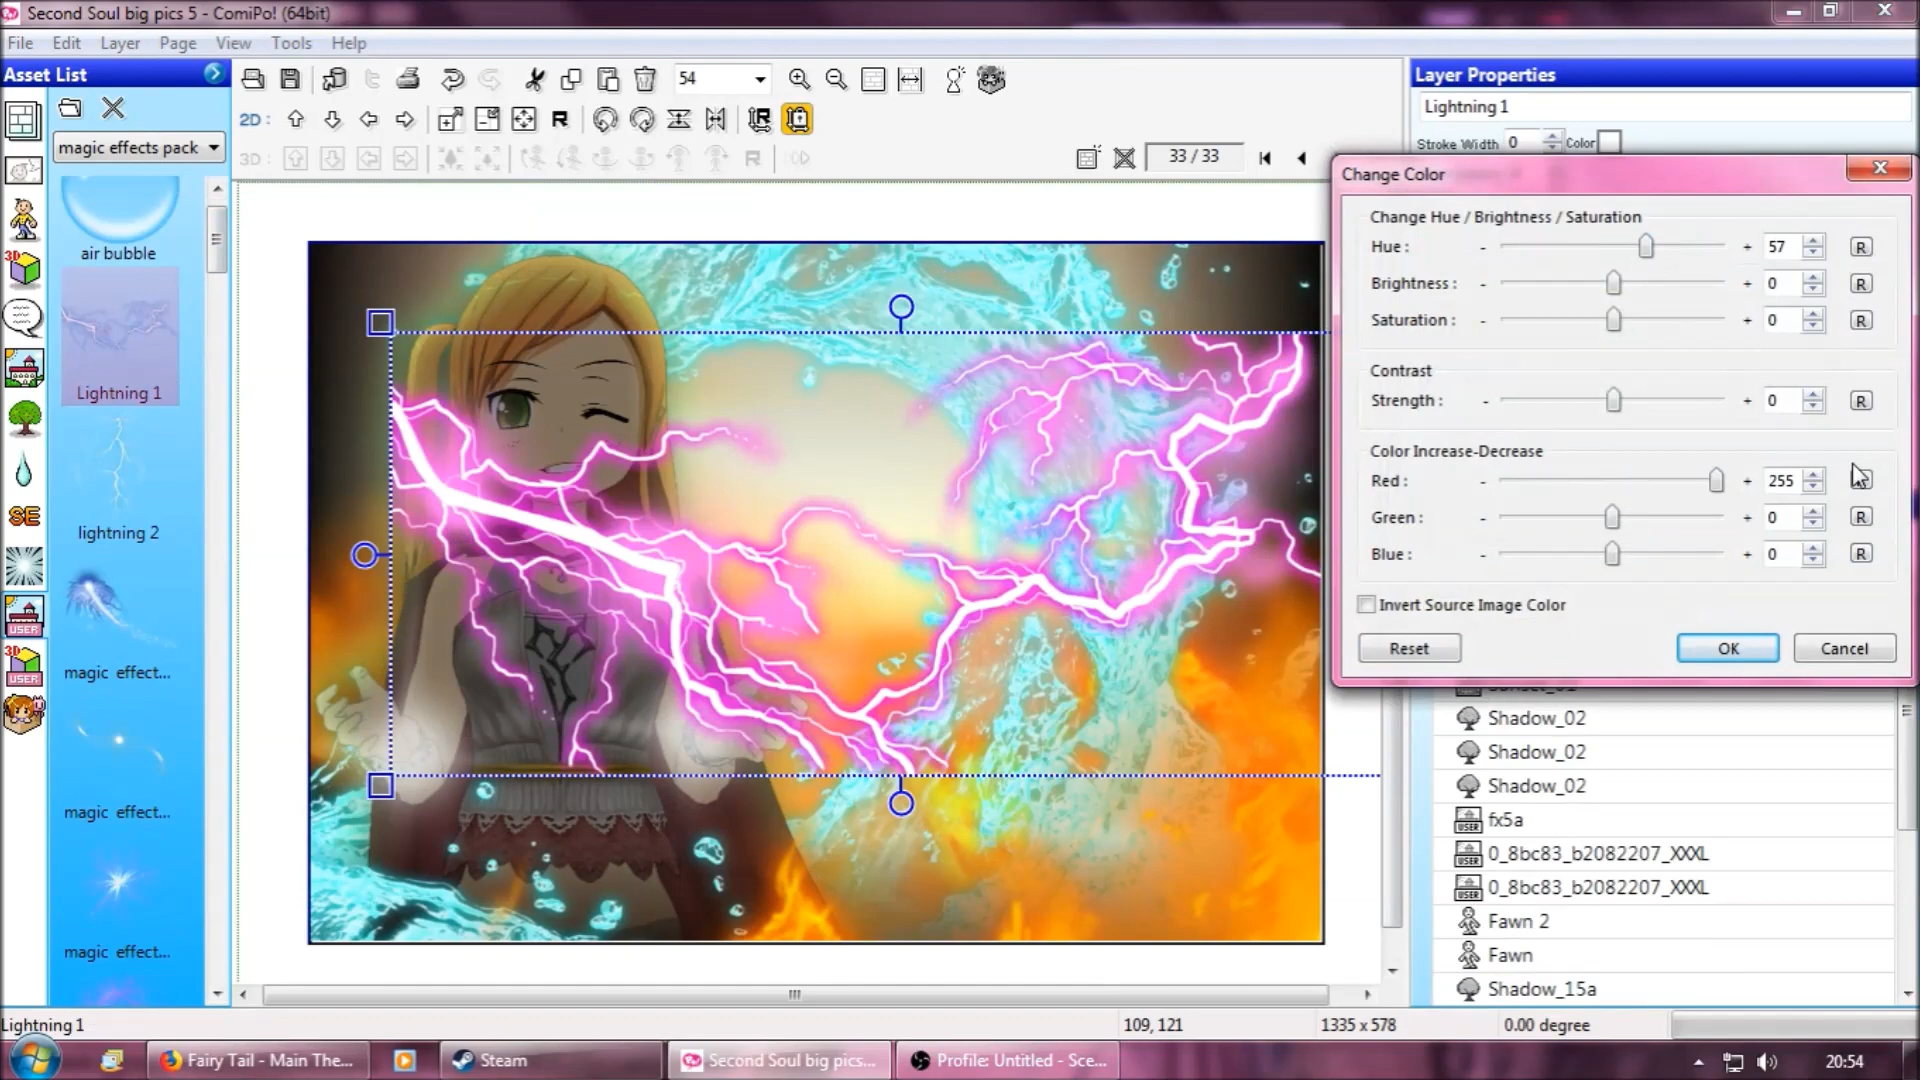 Second Soul big pics 5 - ComiPo! (64bit)
File Edit Layer Page View Tools Help
Asset List
54
Layer Properties
2D :
Lightning 1
magic effects pack
Stroke Width 0 Color
3D :
33 / 33
Change Color
Change Hue / Brightness / Saturation
Hue : - + 57 R
air bubble
Brightness : - + 0 R
Saturation : - + 0 R
Contrast
Lightning 1
Strength : - + 0 R
Color Increase-Decrease
Red : - + 255
SE
Green : - + 0 R
lightning 2
Blue : - + 0 R
Invert Source Image Color
USER
Reset OK Cancel
3D
USER
magic effect...
Shadow_02
Shadow_02
Shadow_02
magic effect...
fx5a
0_8bc83_b2082207_XXXL
0_8bc83_b2082207_XXXL
Fawn 2
magic effect...
Fawn
Shadow_15a
Lightning 1
109, 121
1335 x 578
0.00 degree
Fairy Tail - Main The...
Steam
Second Soul big pics...
Profile: Untitled - Sce...
20:54